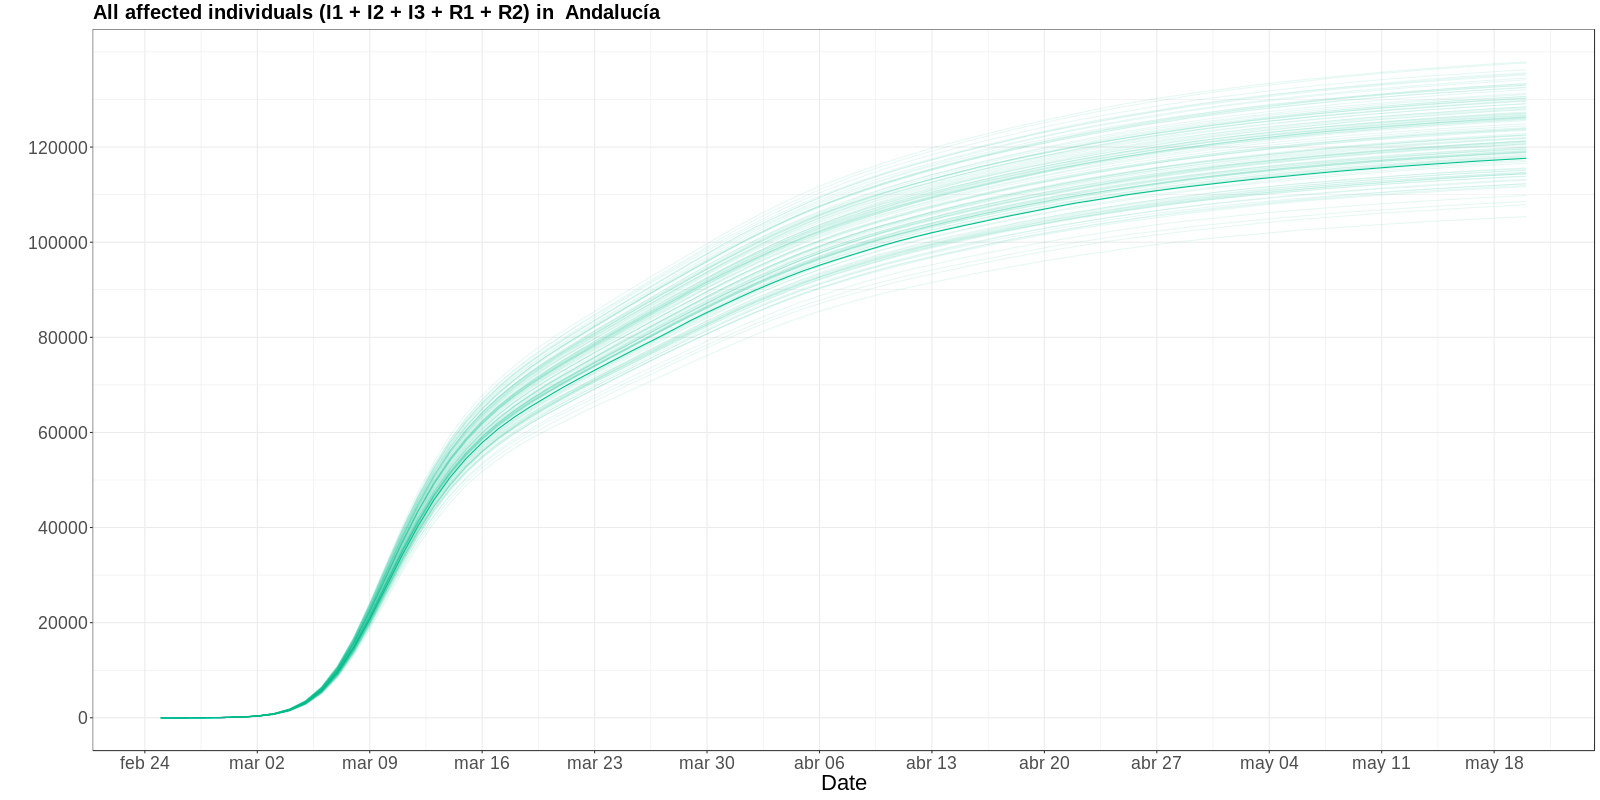 All affected individuals (I1 + I2 + I3 + R1 + R2) in  Andalucía
120000
100000
80000
60000
40000
20000
0
feb 24 mar 02 mar 09 mar 16 mar 23 mar 30 abr 06 abr 13 abr 20 abr 27 may 04 may 11 may 18
Date